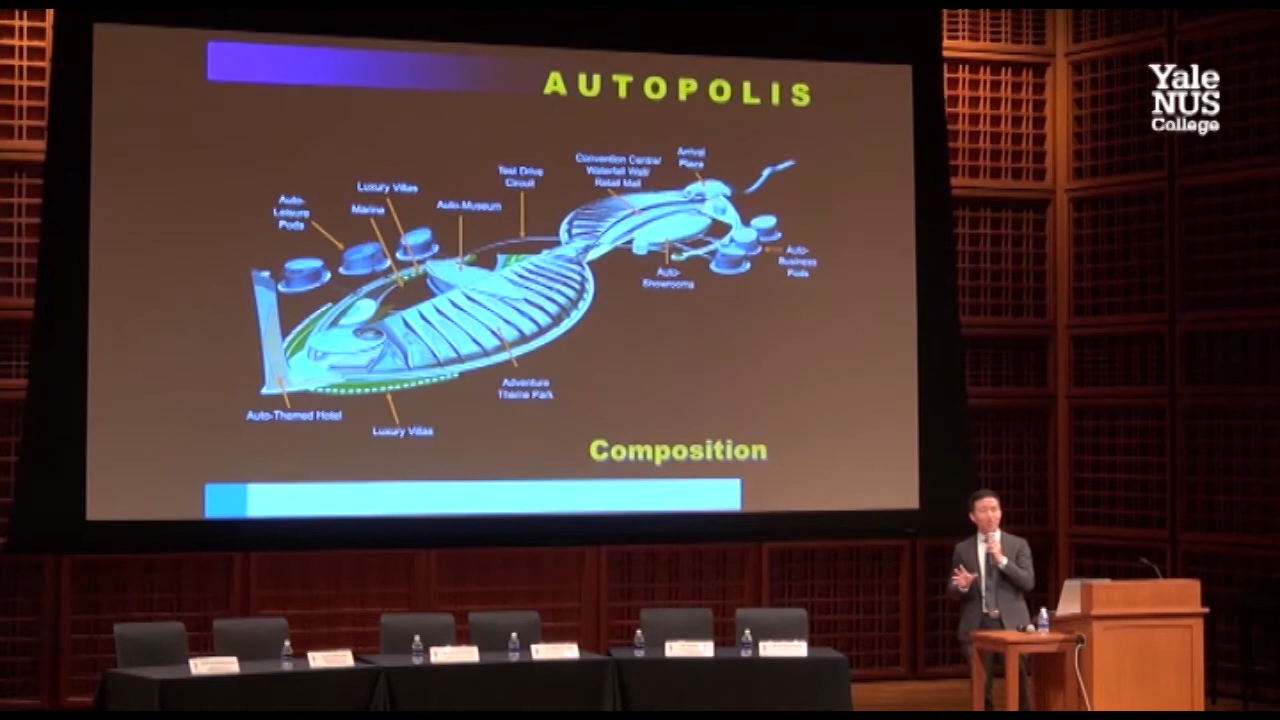 AUTOPOLIS
Yale
NUS
College
Convention Centre/
Waterfall Wall/
Retail Mall
Arrival
Plaza
Test Drive
Circuit
Luxury Villas
Auto-
Leisure
Pods
Marina
Auto-Museum
Auto-
Business
Pods
Auto-
Showrooms
Adventure
Theme Park
Auto-Themed Hotel
Luxury Villas
Composition